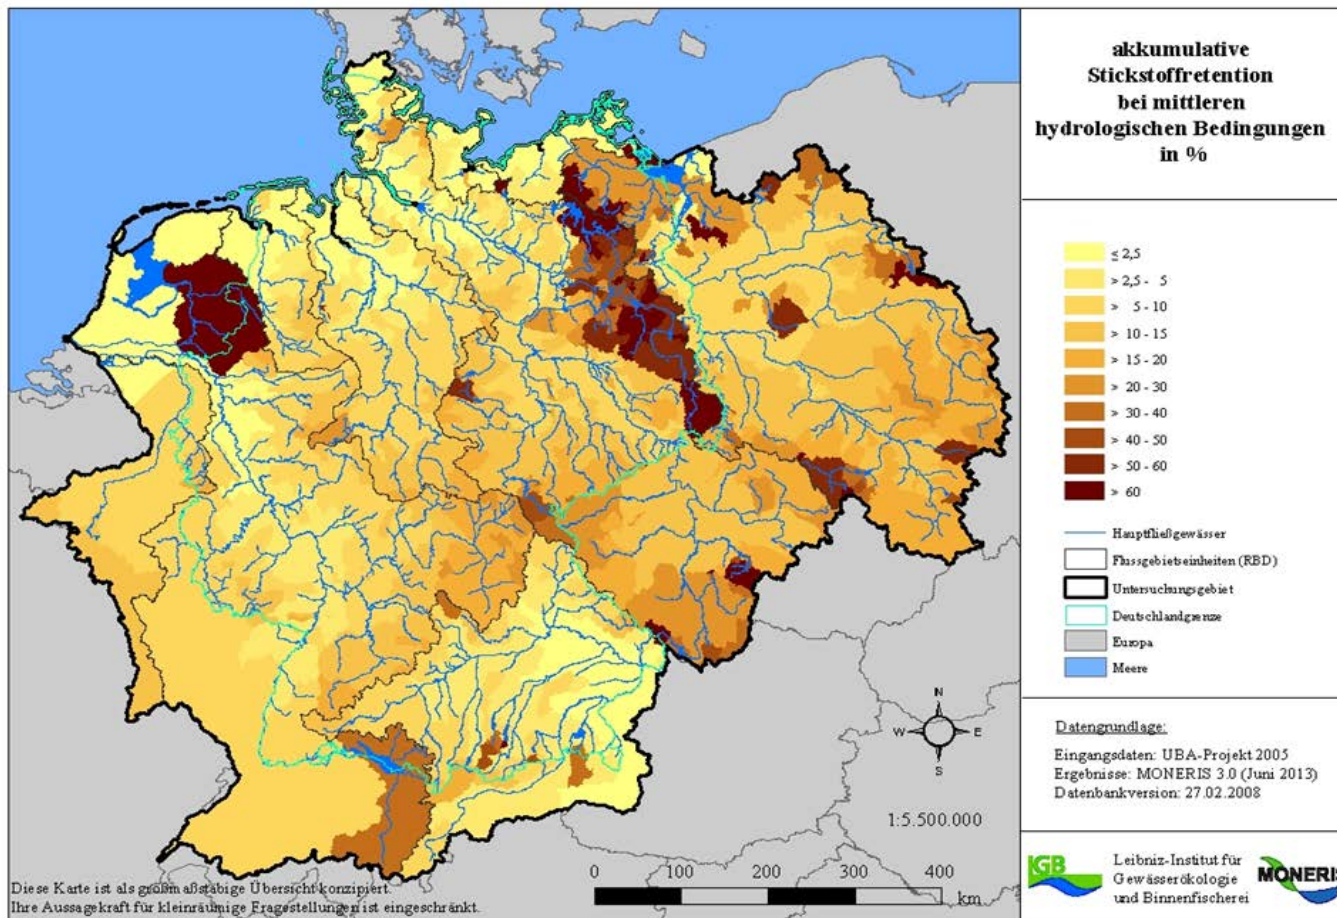 akkumulative
Stickstoffretention
bei mittleren
hydrologischen Bedingungen
in %
≤ 2,5
> 2,5 - 5
> 5 - 10
> 10 - 15
> 15 - 20
> 20 - 30
> 30 - 40
> 40 - 50
> 50 - 60
> 60
Hauptfließgewässer
Flussgebietseinheiten (RBD)
Untersuchungsgebiet
Deutschlandgrenze
Europa
Meere
N
W E
S
1:5.500.000
0 100 200 300 400
km
Diese Karte ist als großmaßstäbige Übersicht konzipiert.
Ihre Aussagekraft für kleinräumige Fragestellungen ist eingeschränkt.
Datengrundlage:
Eingangsdaten: UBA-Projekt 2005
Ergebnisse: MONERIS 3.0 (Juni 2013)
Datenbankversion: 27.02.2008
IGB
Leibniz-Institut für
Gewässerökologie
und Binnenfischerei
MONERIS